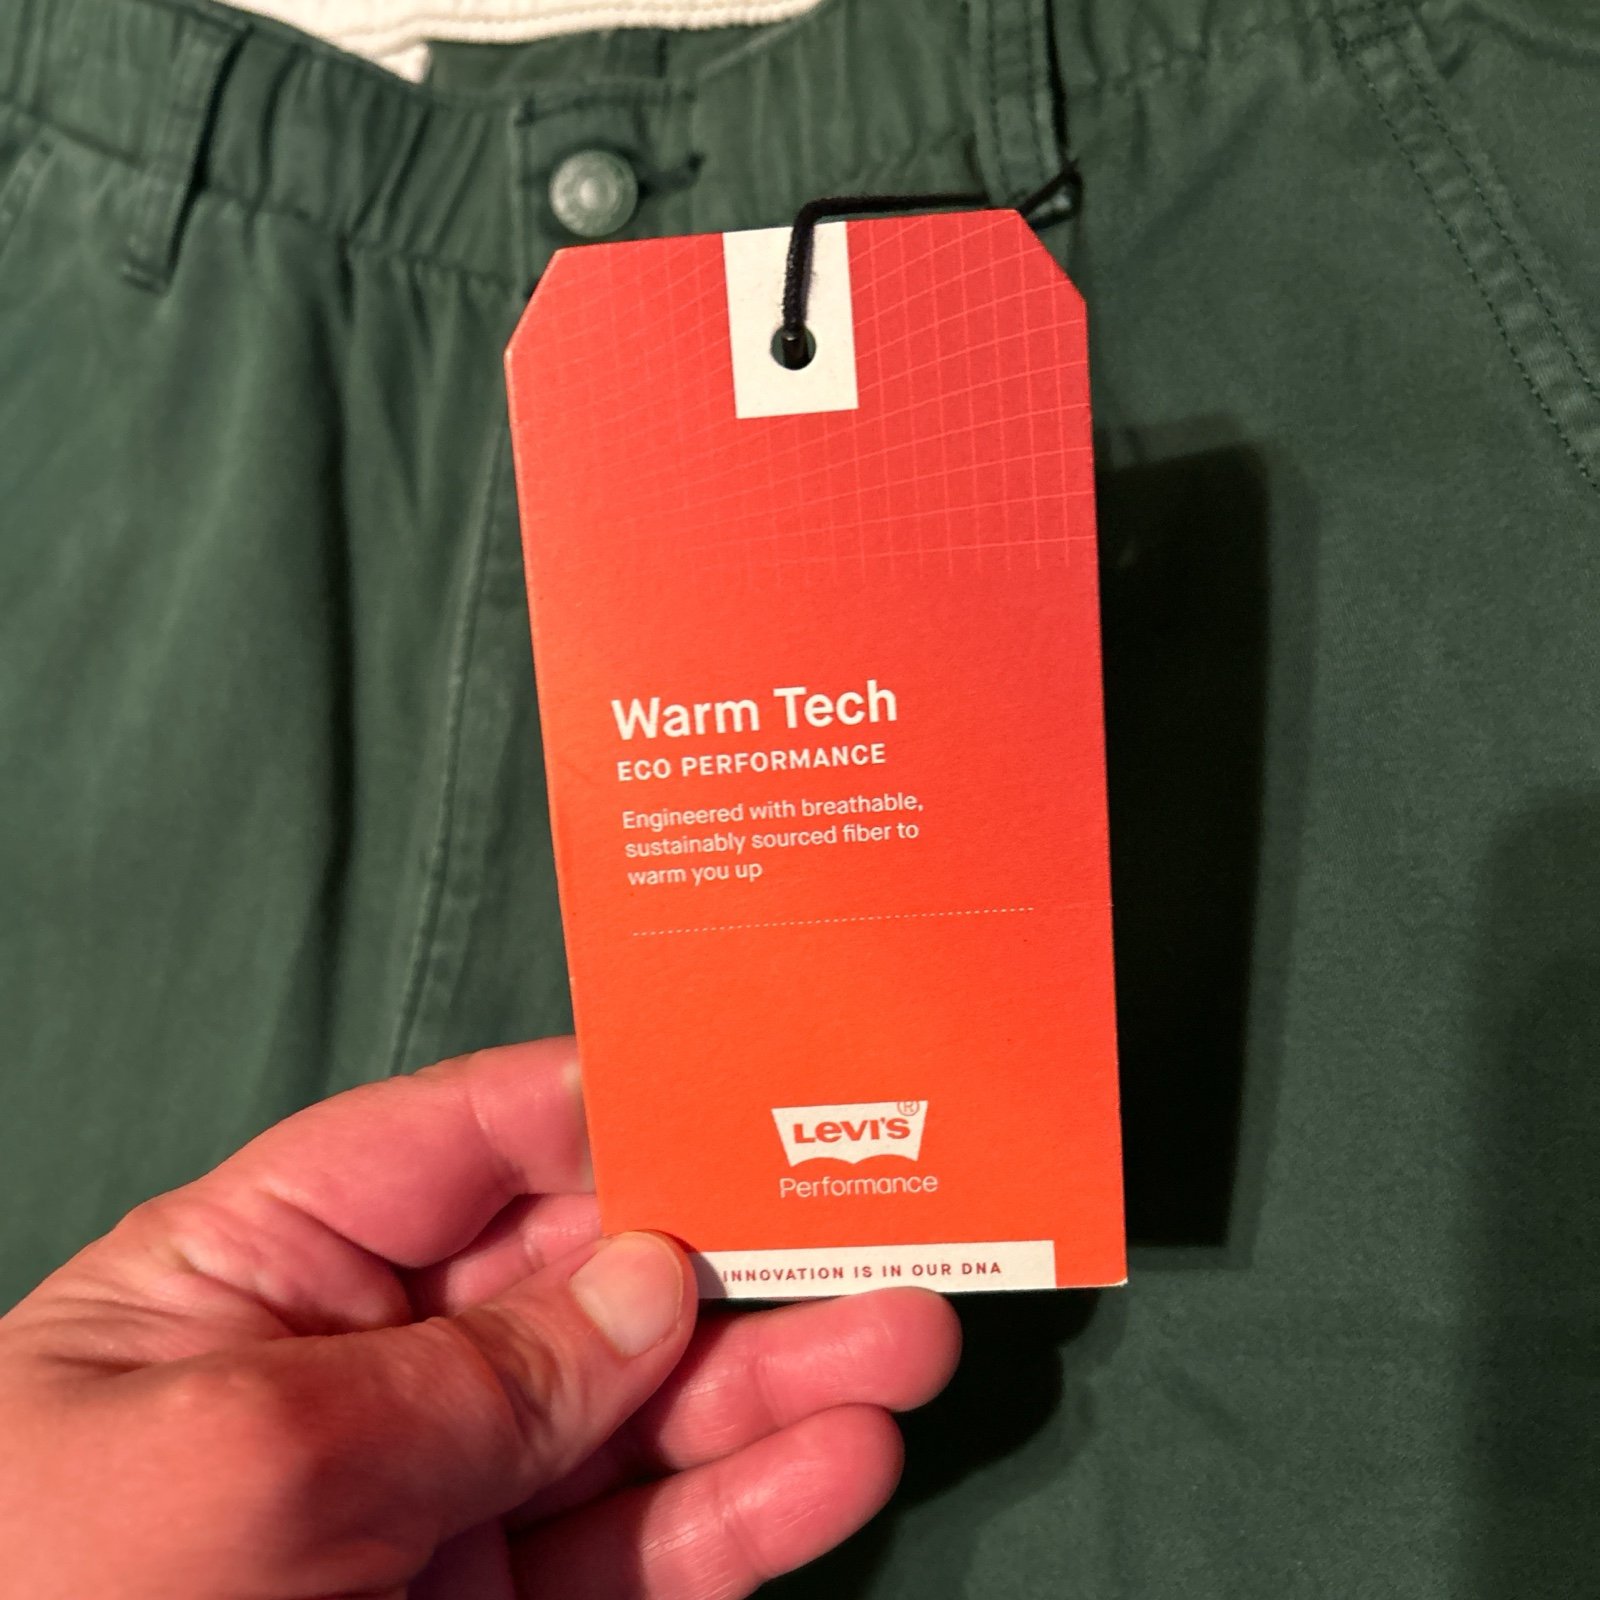 Warm Tech
ECO PERFORMANCE
Engineered with breathable,
sustainably sourced fiber to
warm you up
LEVI'S®
Performance
INNOVATION IS IN OUR DNA